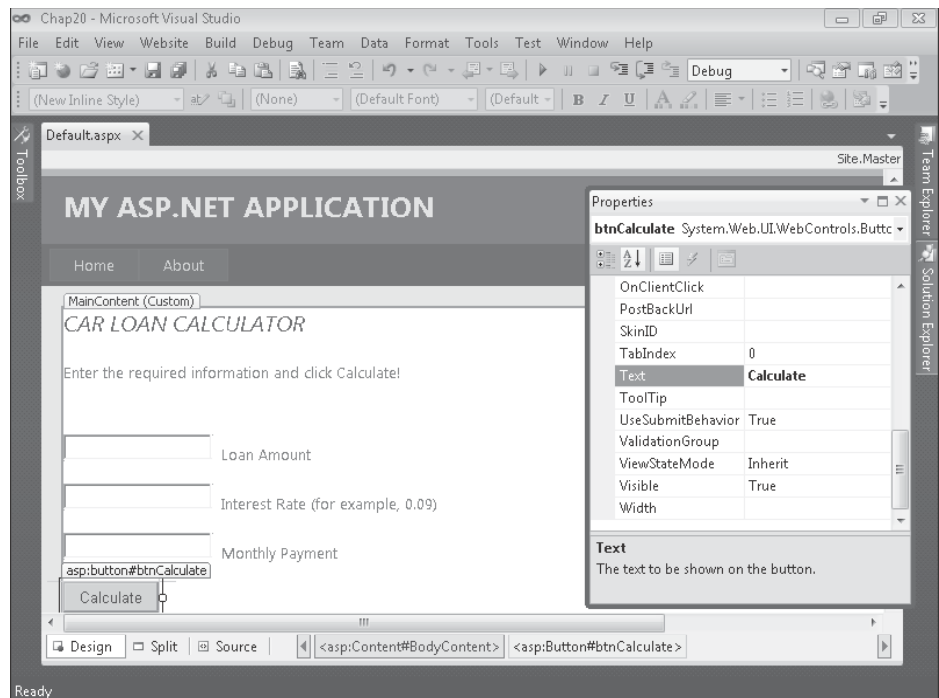 Chap20 - Microsoft Visual Studio
File Edit View Website Build Debug Team Data Format Tools Test Window Help
Debug
(New Inline Style) (None) (Default Font) (Default B I U A
Toolbox
Default.aspx
Site.Master
MY ASP.NET APPLICATION
Home About
MainContent (Custom)
CAR LOAN CALCULATOR
Enter the required information and click Calculate!
Loan Amount
Interest Rate (for example, 0.09)
Monthly Payment
asp:button#btnCalculate
Calculate
Properties
btnCalculate System.Web.UI.WebControls.Buttc
OnClientClick
PostBackUrl
SkinID
TabIndex 0
Text Calculate
ToolTip
UseSubmitBehavior True
ValidationGroup
ViewStateMode Inherit
Visible True
Width
Text
The text to be shown on the button.
Team Explorer
Solution Explorer
Design Split Source <asp:Content#BodyContent> <asp:Button#btnCalculate>
Ready